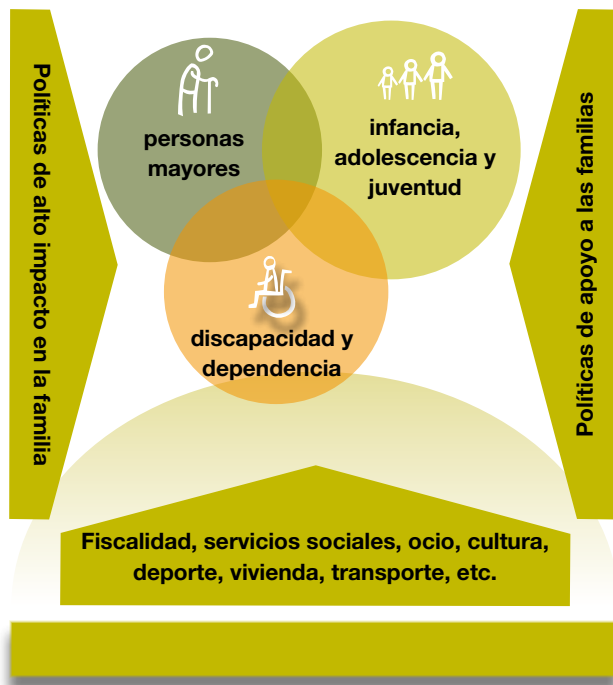 Políticas de alto impacto en la familia
personas
mayores
infancia,
adolescencia y
juventud
discapacidad y
dependencia
Políticas de apoyo a las familias
Fiscalidad, servicios sociales, ocio, cultura,
deporte, vivienda, transporte, etc.